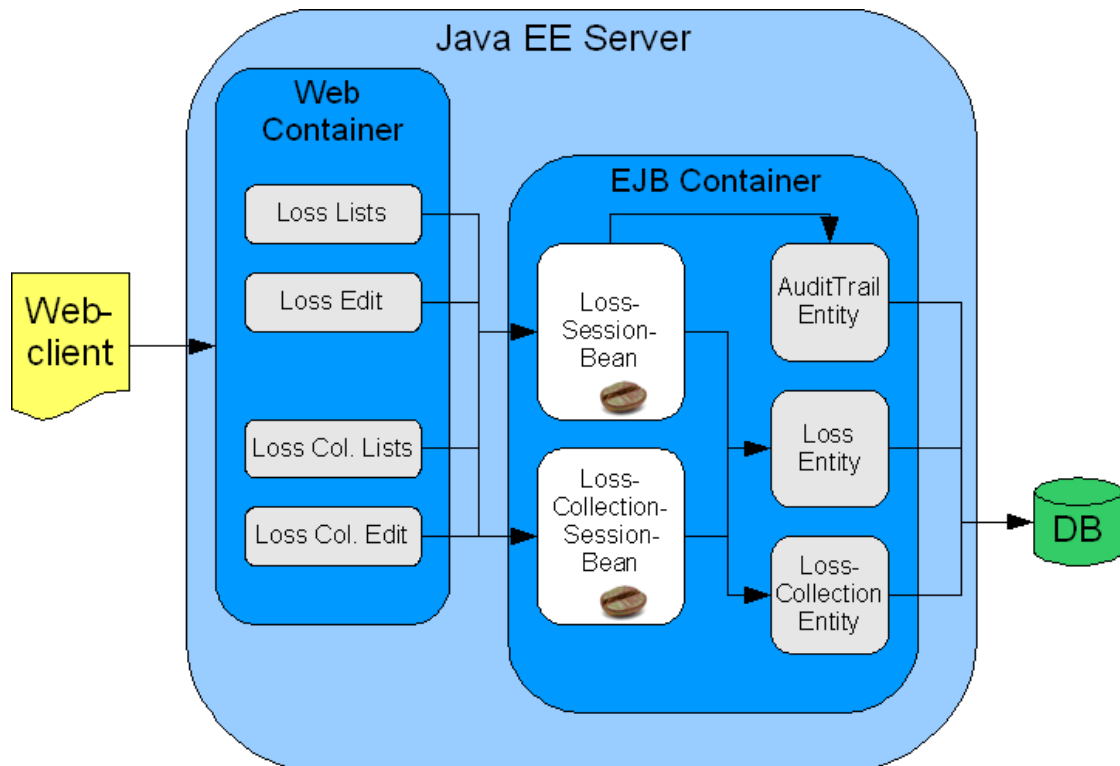 Java EE Server
Web
Container
Loss Lists
Loss Edit
Loss Col. Lists
Loss Col. Edit
Web-
client
EJB Container
Loss-
Session-
Bean
Loss-
Collection-
Session-
Bean
AuditTrail
Entity
Loss
Entity
Loss-
Collection
Entity
DB